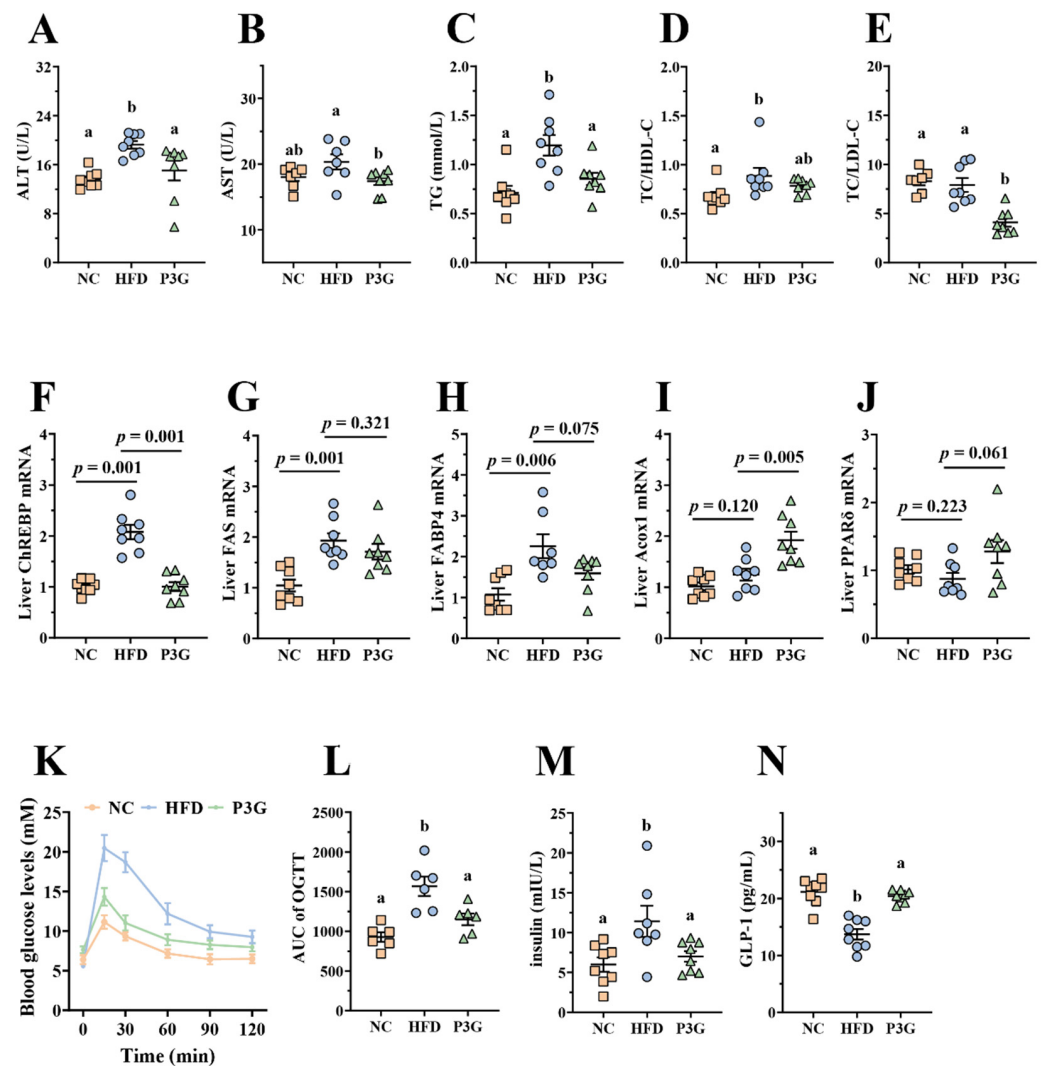 A
ALT (U/L)
32
24
16
8
0
a
b
a
NC HFD P3G
B
AST (U/L)
30
20
10
ab
a
b
NC HFD P3G
C
TG (mmol/L)
2.0
1.5
1.0
0.5
0.0
a
b
a
NC HFD P3G
D
TC/HDL-C
2.0
1.5
1.0
0.5
0.0
a
b
ab
NC HFD P3G
E
TC/LDL-C
20
15
10
5
0
a
a
b
NC HFD P3G
F
Liver ChREBP mRNA
4
3
2
1
0
p = 0.001
p = 0.001
NC HFD P3G
G
Liver FAS mRNA
4
3
2
1
0
p = 0.321
p = 0.001
NC HFD P3G
H
Liver FABP4 mRNA
5
4
3
2
1
0
p = 0.075
p = 0.006
NC HFD P3G
I
Liver Acox1 mRNA
4
3
2
1
0
p = 0.005
p = 0.120
NC HFD P3G
J
Liver PPARδ mRNA
3
2
1
0
p = 0.061
p = 0.223
NC HFD P3G
K
Blood glucose levels (mM)
NC HFD P3G
25
20
15
10
5
0
0 30 60 90 120
Time (min)
L
AUC of OGTT
2500
2000
1500
1000
500
0
a
b
a
NC HFD P3G
M
insulin (mIU/L)
25
20
15
10
5
0
a
b
a
NC HFD P3G
N
GLP-1 (pg/mL)
40
30
20
10
0
a
b
a
NC HFD P3G